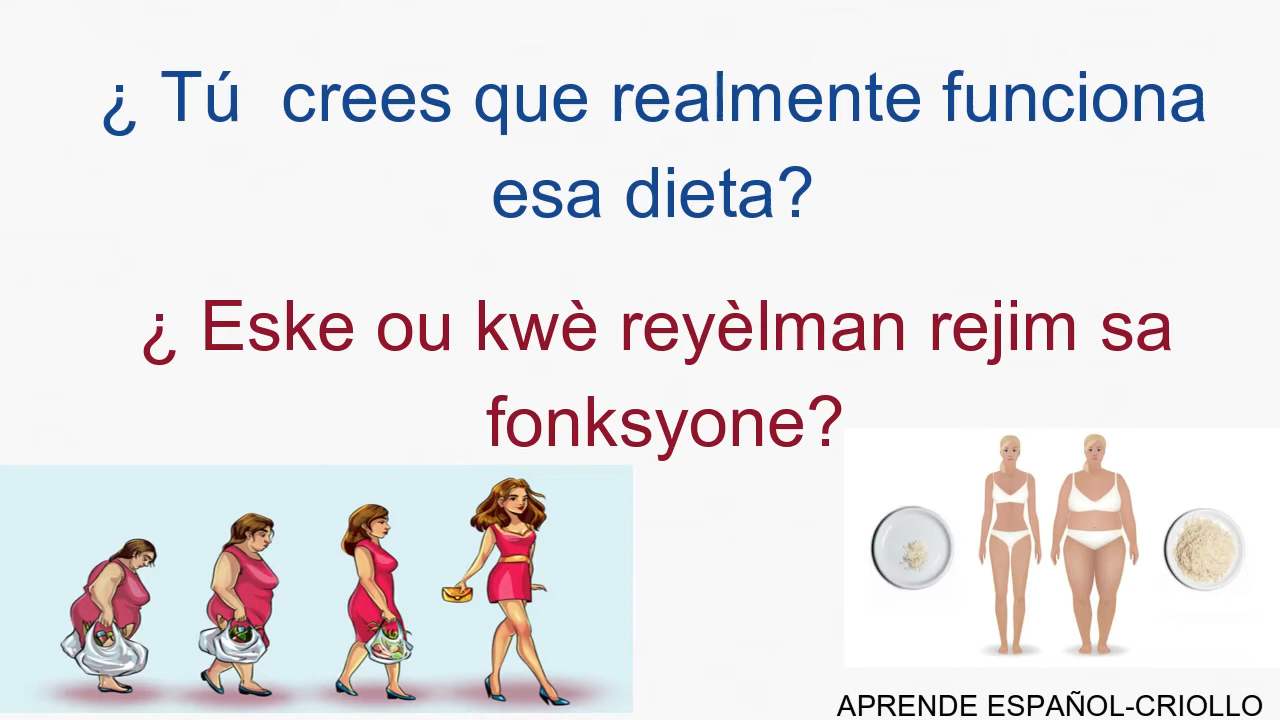 ¿ Tú  crees que realmente funciona
esa dieta?
¿ Eske ou kwè reyèlman rejim sa
fonksyone?
APRENDE ESPAÑOL-CRIOLLO